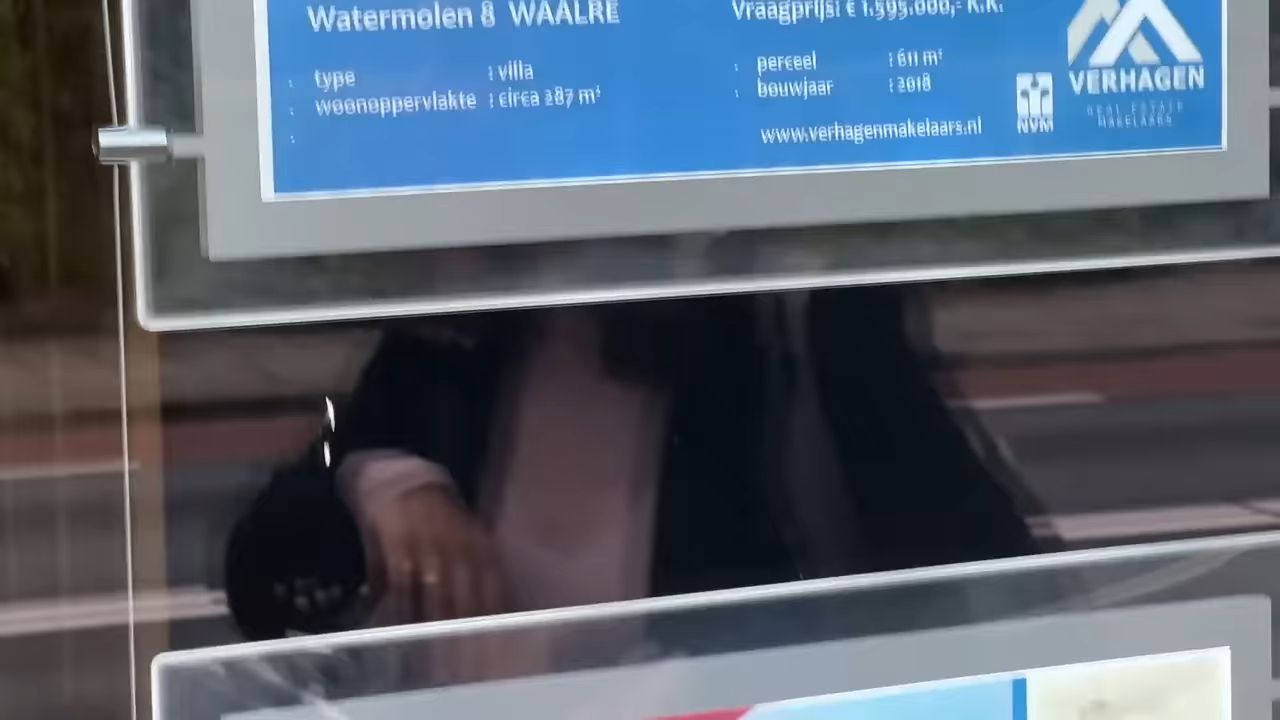 Watermolen 8 WAALRE
Vraagprijs: € 1.595.000,- K.K.
type : villa
woonoppervlakte : circa 287 m²
perceel : 611 m²
bouwjaar : 2018
www.verhagenmakelaars.nl
NVM
VERHAGEN
REAL ESTATE
MAKELAARS